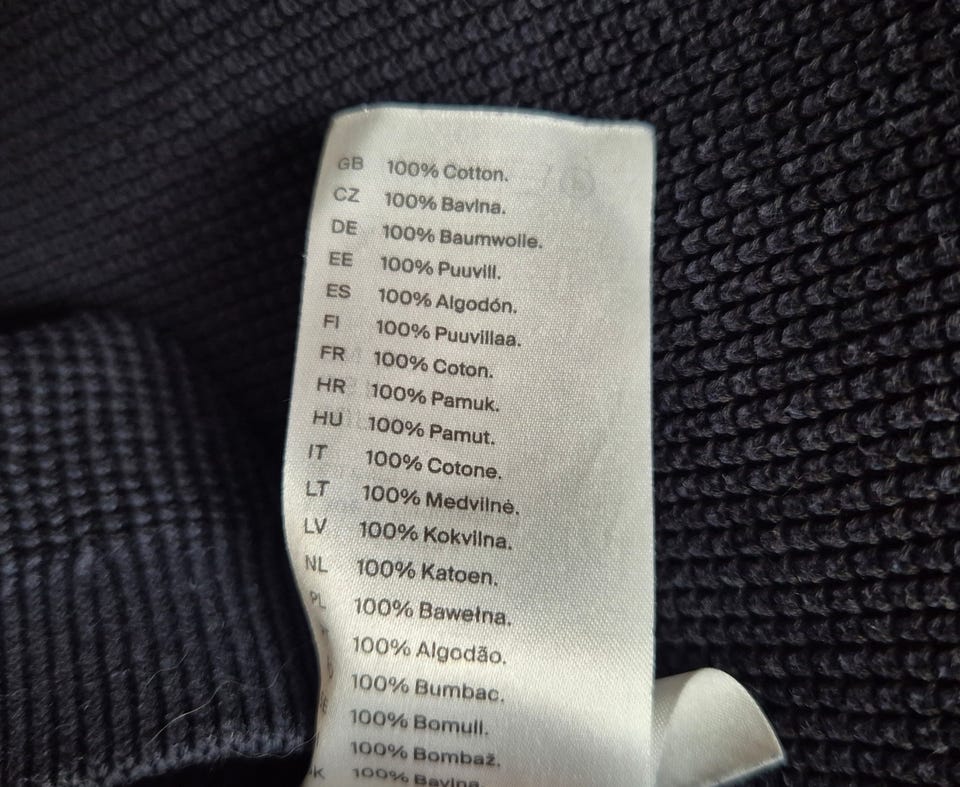 GB 100% Cotton.
CZ 100% Bavlna.
DE 100% Baumwolle.
EE 100% Puuvill.
ES 100% Algodón.
FI 100% Puuvillaa.
FR 100% Coton.
HR 100% Pamuk.
HU 100% Pamut.
IT 100% Cotone.
LT 100% Medvilnė.
LV 100% Kokvilna.
NL 100% Katoen.
PL 100% Bawełna.
100% Algodão.
100% Bumbac.
100% Bomull.
100% Bombaž.
100% Bavlna.